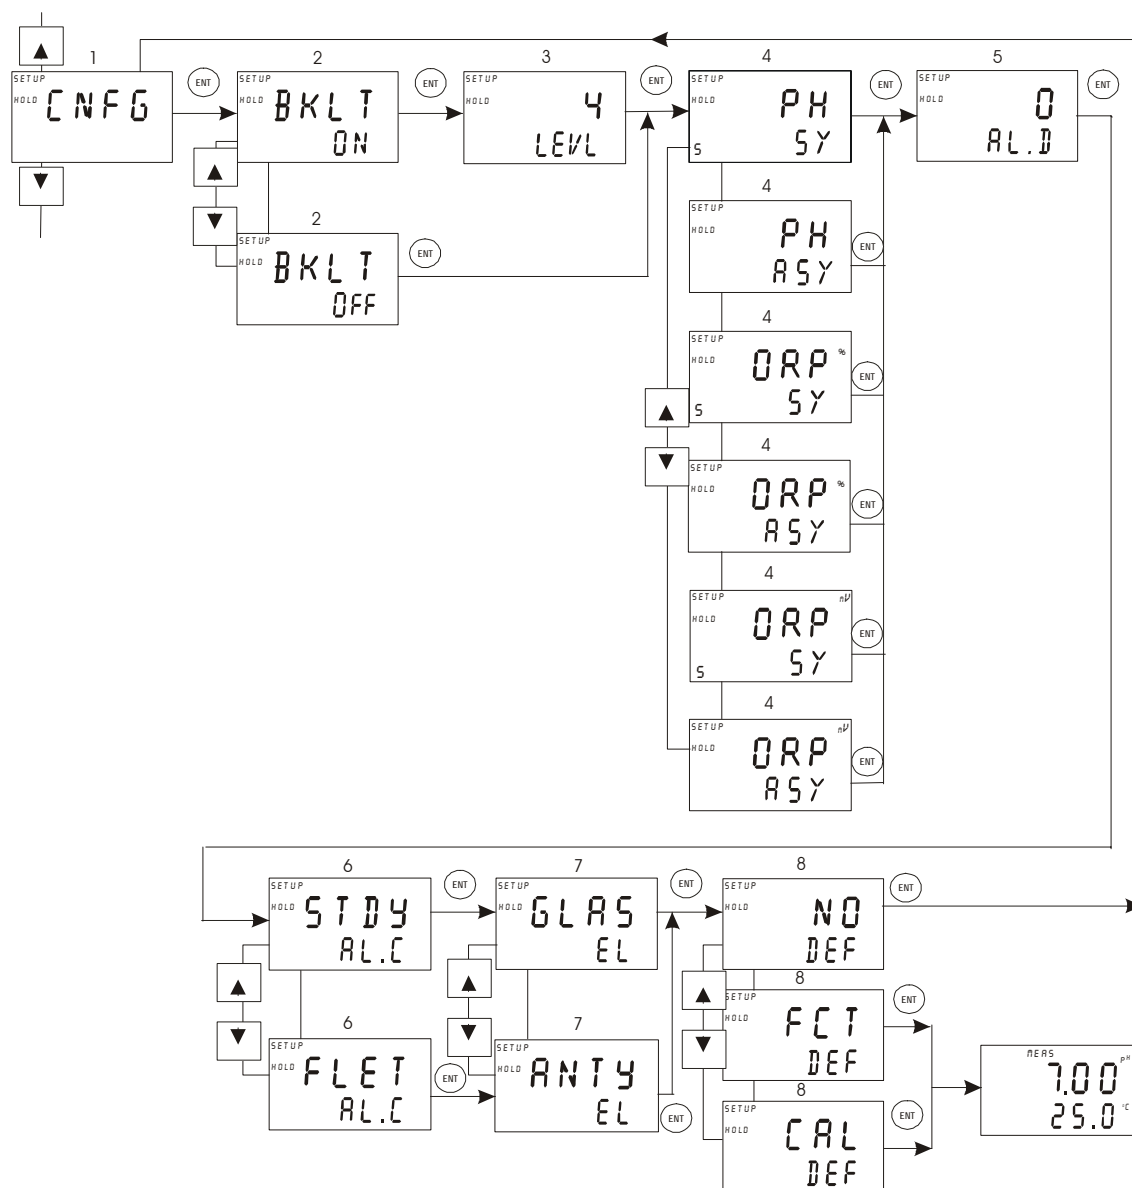 1
SETUP
HOLD CNFG
ENT
2
SETUP
HOLD BKLT
ON
ENT
3
SETUP
HOLD 4
LEVL
ENT
4
SETUP
HOLD PH
S SY
ENT
5
SETUP
HOLD 0
AL.D
ENT
2
SETUP
HOLD BKLT
OFF
ENT
4
SETUP
HOLD PH
ASY
ENT
4
SETUP
HOLD ORP %
S SY
ENT
4
SETUP
HOLD ORP %
ASY
ENT
4
SETUP mV
HOLD ORP
S SY
ENT
4
SETUP mV
HOLD ORP
ASY
ENT
6
SETUP
HOLD STDY
AL.C
ENT
7
SETUP
HOLD GLAS
EL
ENT
8
SETUP
HOLD NO
DEF
ENT
6
SETUP
HOLD FLET
AL.C
ENT
7
SETUP
HOLD ANTY
EL
ENT
8
SETUP
HOLD FCT
DEF
ENT
8
SETUP
HOLD CAL
DEF
ENT
MEAS
7.00 pH
25.0 °C